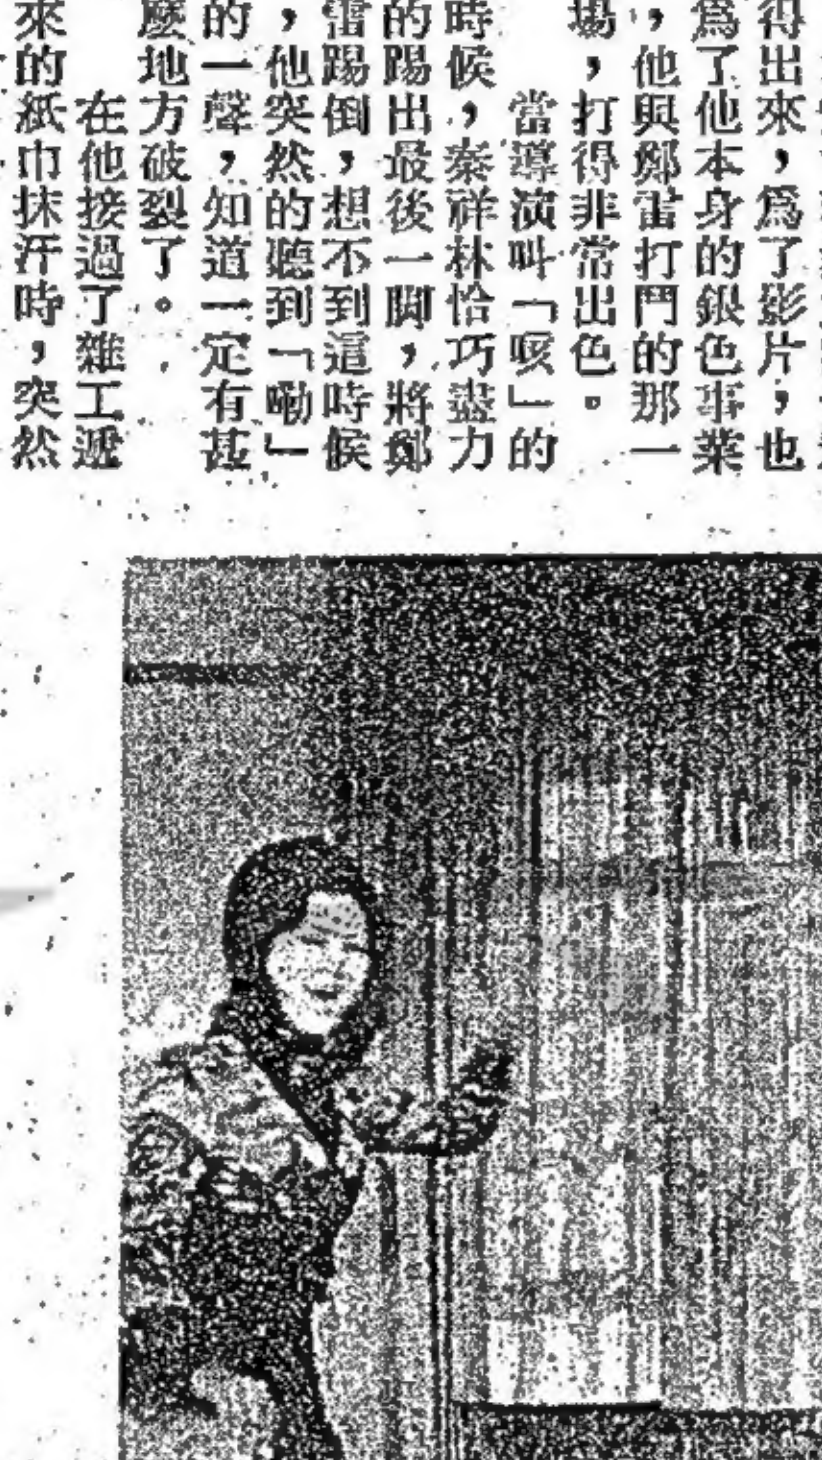 得出來,爲了影片,也
爲了他本身的銀色事業
,他與鄭雷打鬥的那一
場,打得非常出色。
當導演叫「咳」的
時候,秦祥林恰巧盡力
的踢出最後一脚,將鄭
雷踢倒,想不到這時候
,他突然的聽到「嘞」
的一聲,知道一定有甚
麽地方破裂了。
在他接過了雜工遞
來的紙巾抹汗時,突然